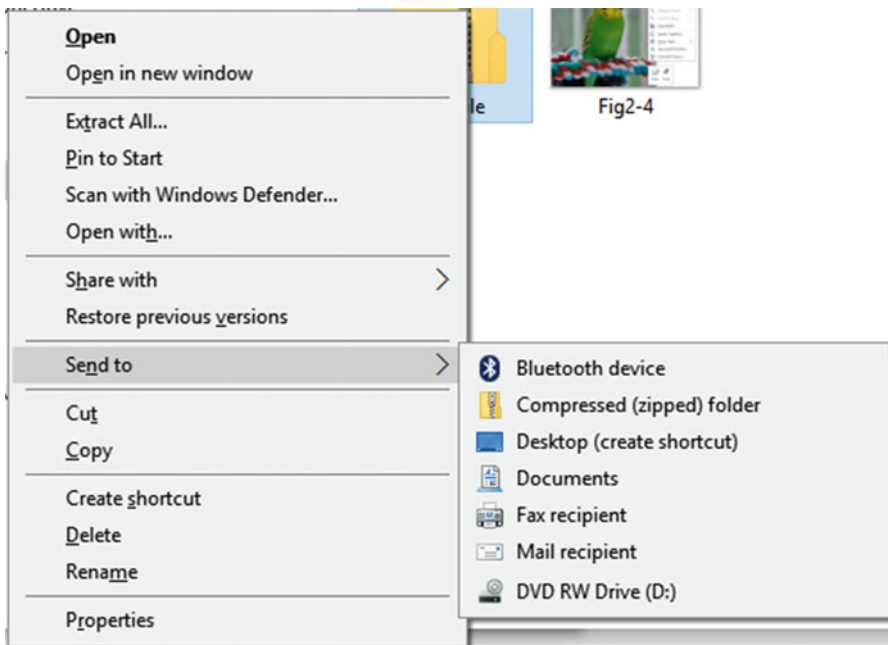 Open
Open in new window
Extract All...
Pin to Start
Scan with Windows Defender...
Open with...
Share with
Restore previous versions
Send to
Cut
Copy
Create shortcut
Delete
Rename
Properties
Bluetooth device
Compressed (zipped) folder
Desktop (create shortcut)
Documents
Fax recipient
Mail recipient
DVD RW Drive (D:)
le
Fig2-4